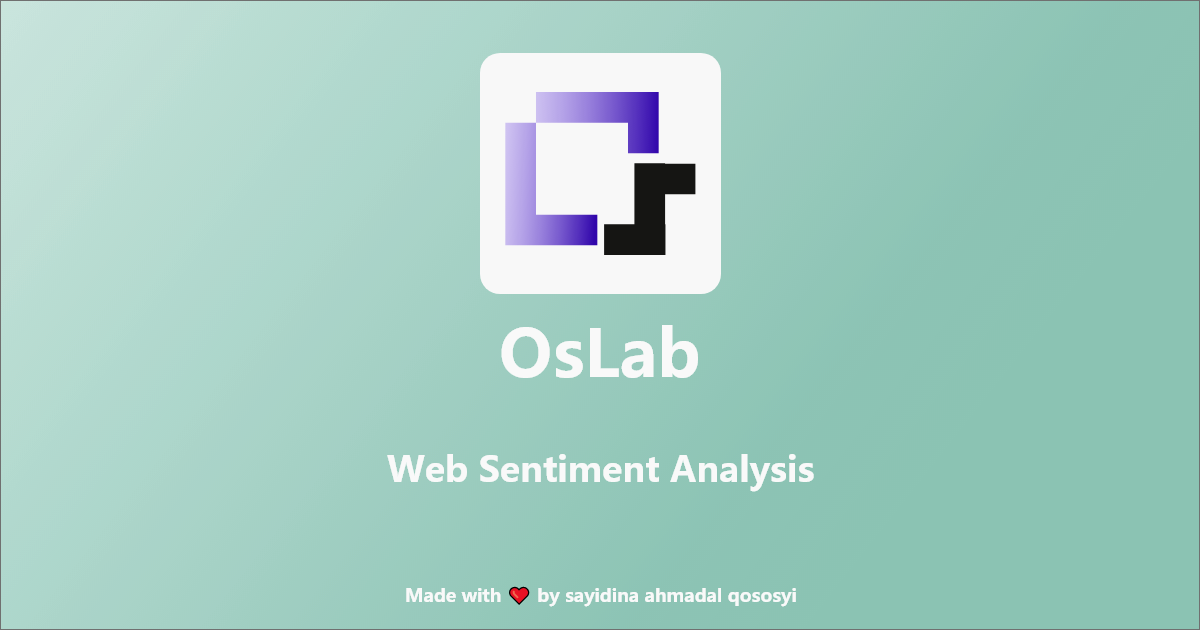 OsLab
Web Sentiment Analysis
Made with ❤️ by sayidina ahmadal qososyi